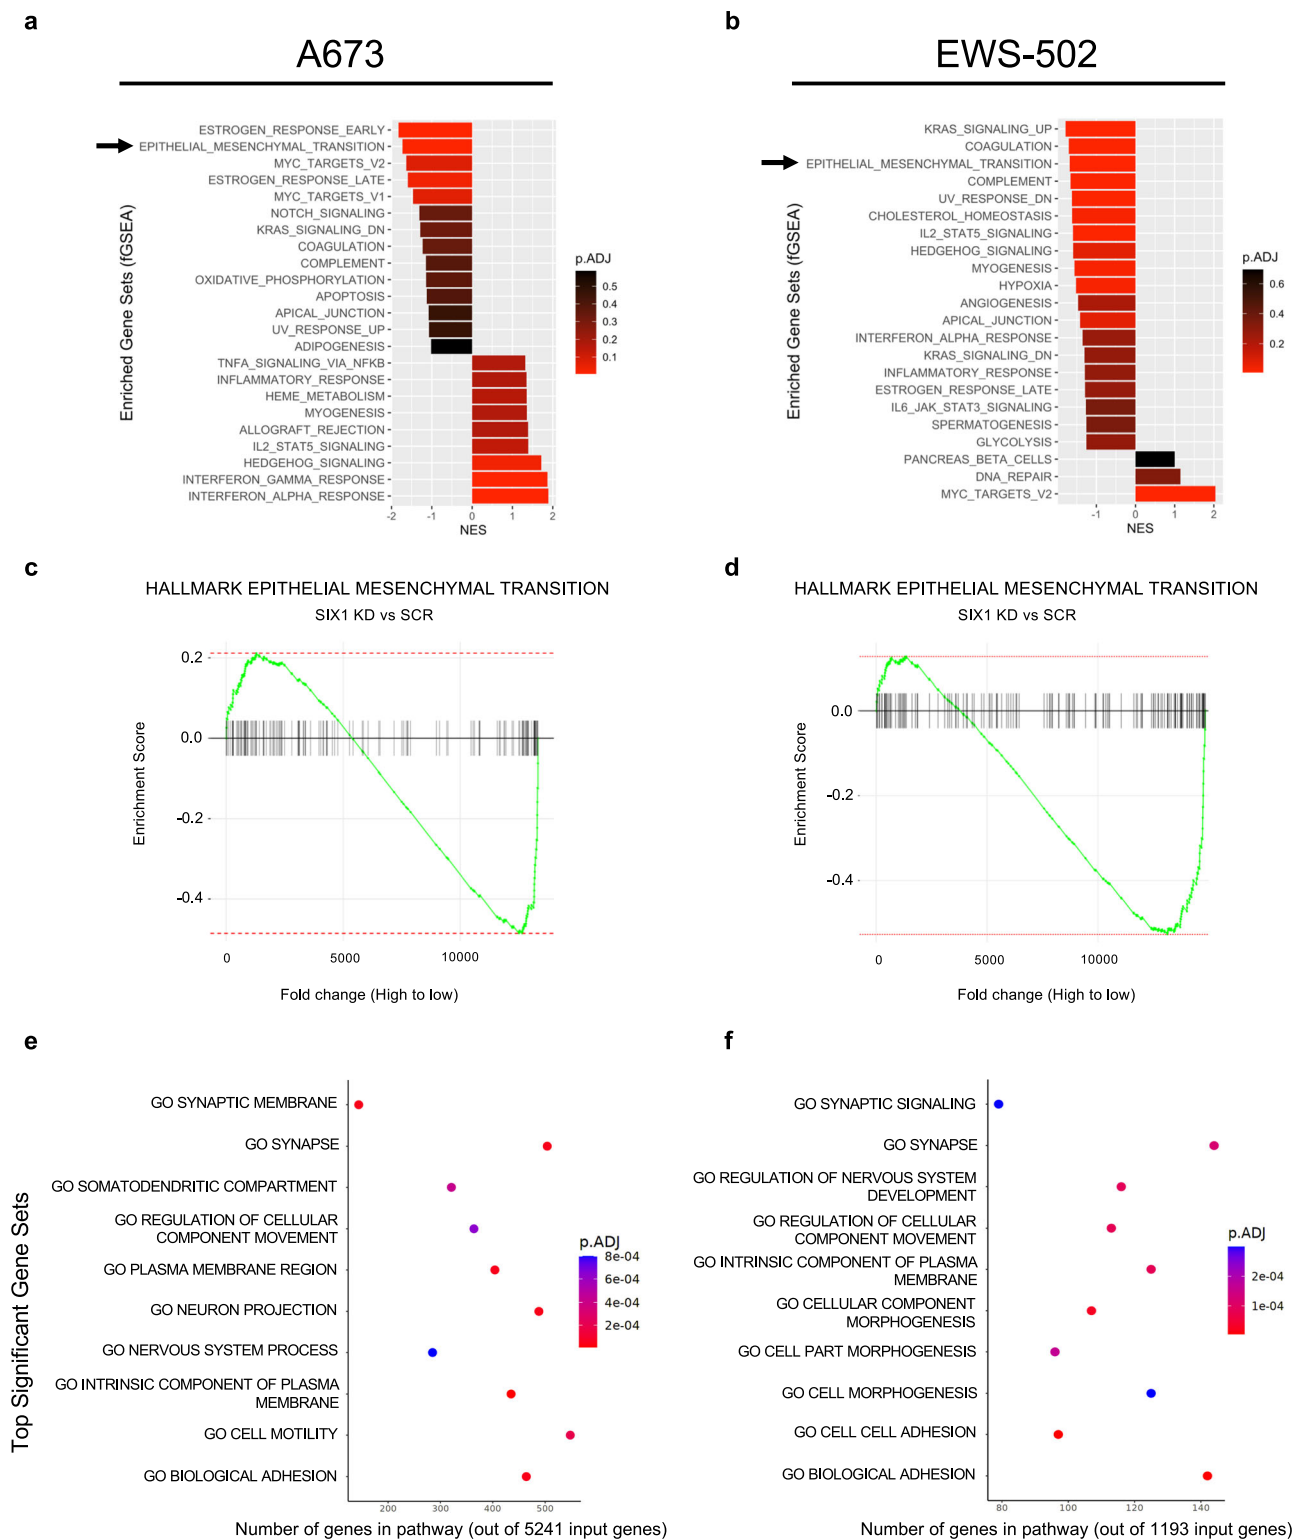 a
A673
ESTROGEN_RESPONSE_EARLY
EPITHELIAL_MESENCHYMAL_TRANSITION
MYC_TARGETS_V2
ESTROGEN_RESPONSE_LATE
MYC_TARGETS_V1
NOTCH_SIGNALING
KRAS_SIGNALING_DN
COAGULATION
COMPLEMENT
OXIDATIVE_PHOSPHORYLATION
APOPTOSIS
APICAL_JUNCTION
UV_RESPONSE_UP
ADIPOGENESIS
TNFA_SIGNALING_VIA_NFKB
INFLAMMATORY_RESPONSE
HEME_METABOLISM
MYOGENESIS
ALLOGRAFT_REJECTION
IL2_STAT5_SIGNALING
HEDGEHOG_SIGNALING
INTERFERON_GAMMA_RESPONSE
INTERFERON_ALPHA_RESPONSE
Enriched Gene Sets (fGSEA)
-2 -1 0 1 2
NES
p.ADJ
0.5
0.4
0.3
0.2
0.1
b
EWS-502
KRAS_SIGNALING_UP
COAGULATION
EPITHELIAL_MESENCHYMAL_TRANSITION
COMPLEMENT
UV_RESPONSE_DN
CHOLESTEROL_HOMEOSTASIS
IL2_STAT5_SIGNALING
HEDGEHOG_SIGNALING
MYOGENESIS
HYPOXIA
ANGIOGENESIS
APICAL_JUNCTION
INTERFERON_ALPHA_RESPONSE
KRAS_SIGNALING_DN
INFLAMMATORY_RESPONSE
ESTROGEN_RESPONSE_LATE
IL6_JAK_STAT3_SIGNALING
SPERMATOGENESIS
GLYCOLYSIS
PANCREAS_BETA_CELLS
DNA_REPAIR
MYC_TARGETS_V2
Enriched Gene Sets (fGSEA)
-1 0 1 2
NES
p.ADJ
0.6
0.4
0.2
c
HALLMARK EPITHELIAL MESENCHYMAL TRANSITION
SIX1 KD vs SCR
0.2
0.0
-0.2
-0.4
Enrichment Score
0 5000 10000
Fold change (High to low)
d
HALLMARK EPITHELIAL MESENCHYMAL TRANSITION
SIX1 KD vs SCR
0.0
-0.2
-0.4
Enrichment Score
0 5000 10000
Fold change (High to low)
e
GO SYNAPTIC MEMBRANE
GO SYNAPSE
GO SOMATODENDRITIC COMPARTMENT
GO REGULATION OF CELLULAR
COMPONENT MOVEMENT
GO PLASMA MEMBRANE REGION
GO NEURON PROJECTION
GO NERVOUS SYSTEM PROCESS
GO INTRINSIC COMPONENT OF PLASMA
MEMBRANE
GO CELL MOTILITY
GO BIOLOGICAL ADHESION
Top Significant Gene Sets
200 300 400 500
Number of genes in pathway (out of 5241 input genes)
p.ADJ
8e-04
6e-04
4e-04
2e-04
f
GO SYNAPTIC SIGNALING
GO SYNAPSE
GO REGULATION OF NERVOUS SYSTEM
DEVELOPMENT
GO REGULATION OF CELLULAR
COMPONENT MOVEMENT
GO INTRINSIC COMPONENT OF PLASMA
MEMBRANE
GO CELLULAR COMPONENT
MORPHOGENESIS
GO CELL PART MORPHOGENESIS
GO CELL MORPHOGENESIS
GO CELL CELL ADHESION
GO BIOLOGICAL ADHESION
80 100 120 140
Number of genes in pathway (out of 1193 input genes)
p.ADJ
2e-04
1e-04